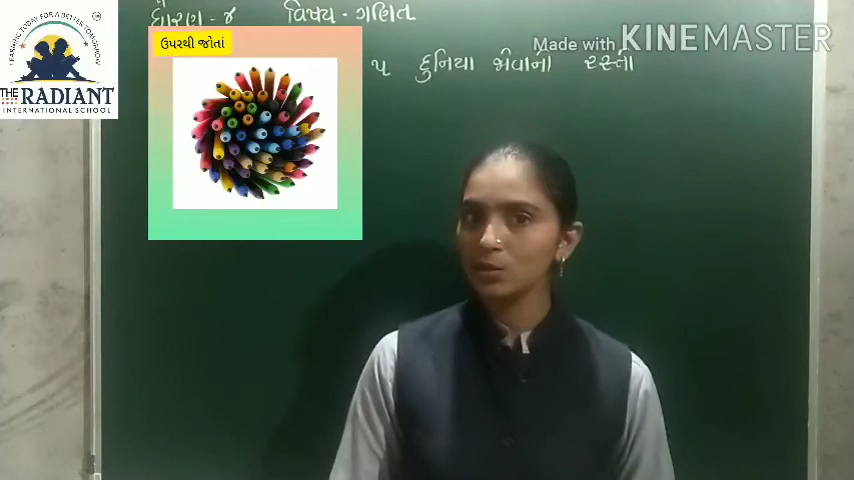 ધોરણ - ૪ વિષય - ગણિત
LEARNING TODAY FOR A BETTER TOMORROW
ઉપરથી જોતાં
Made with KINEMASTER
૫ દુનિયા જોવાની રસ્તા
THE RADIANT
INTERNATIONAL SCHOOL